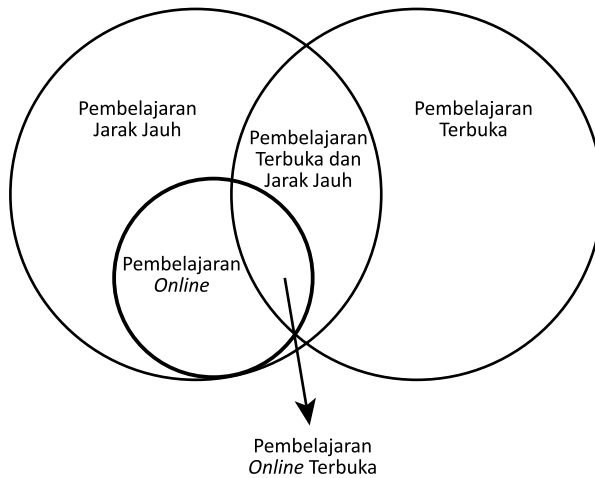 Pembelajaran
Jarak Jauh
Pembelajaran
Terbuka dan
Jarak Jauh
Pembelajaran
Terbuka
Pembelajaran
Online
Pembelajaran
Online Terbuka